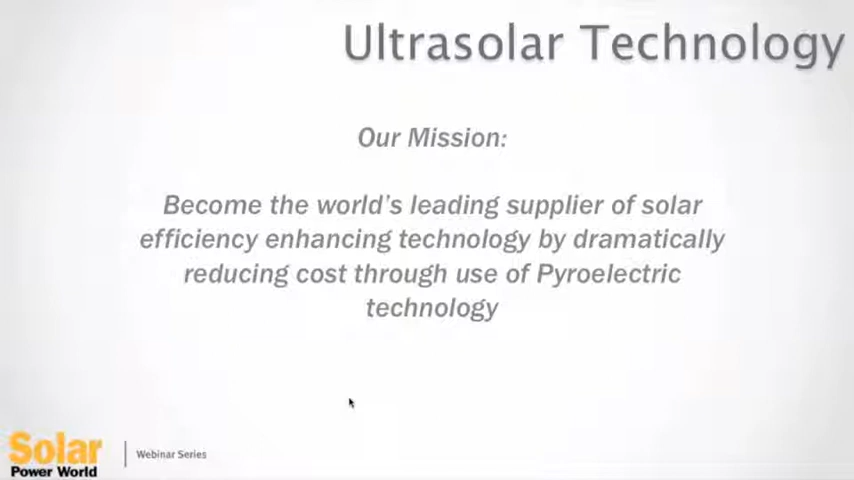 Ultrasolar Technology
Our Mission:
Become the world's leading supplier of solar
efficiency enhancing technology by dramatically
reducing cost through use of Pyroelectric
technology
Solar
Power World
Webinar Series